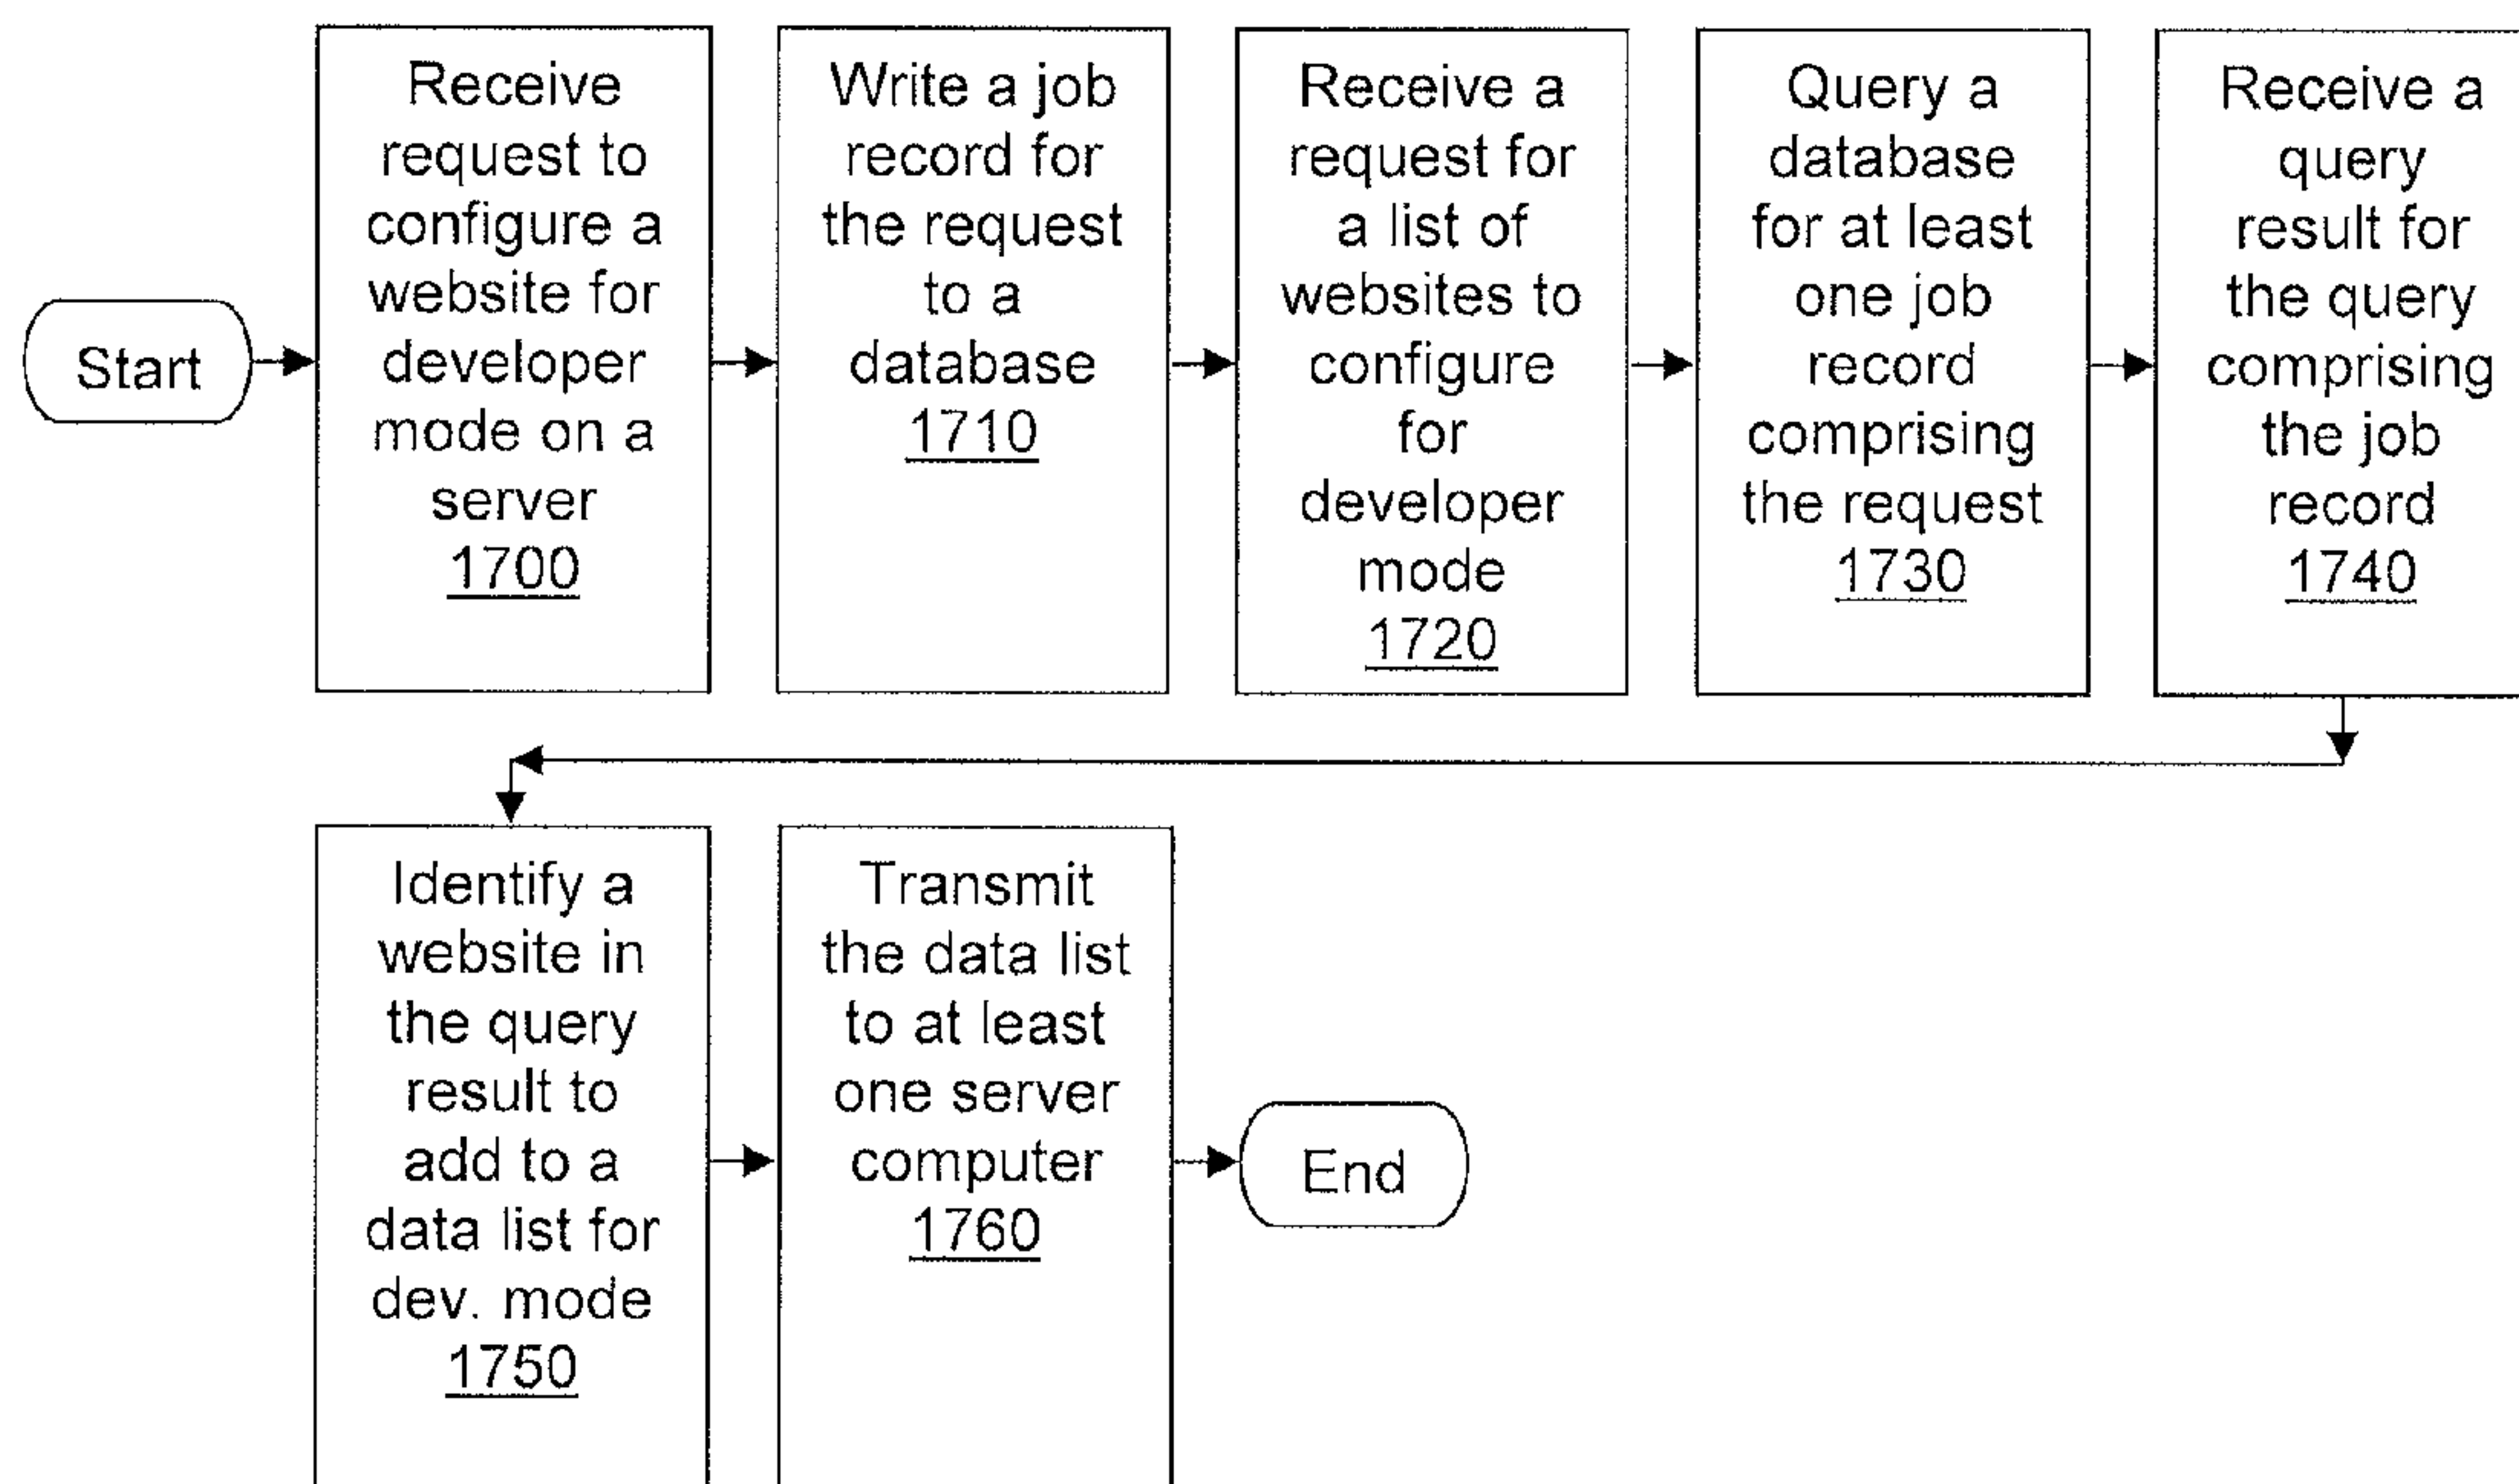 Start
Receive
request to
configure a
website for
developer
mode on a
server
1700
Write a job
record for
the request
to a
database
1710
Receive a
request for
a list of
websites to
configure
for
developer
mode
1720
Query a
database
for at least
one job
record
comprising
the request
1730
Receive a
query
result for
the query
comprising
the job
record
1740
Identify a
website in
the query
result to
add to a
data list for
dev. mode
1750
Transmit
the data list
to at least
one server
computer
1760
End